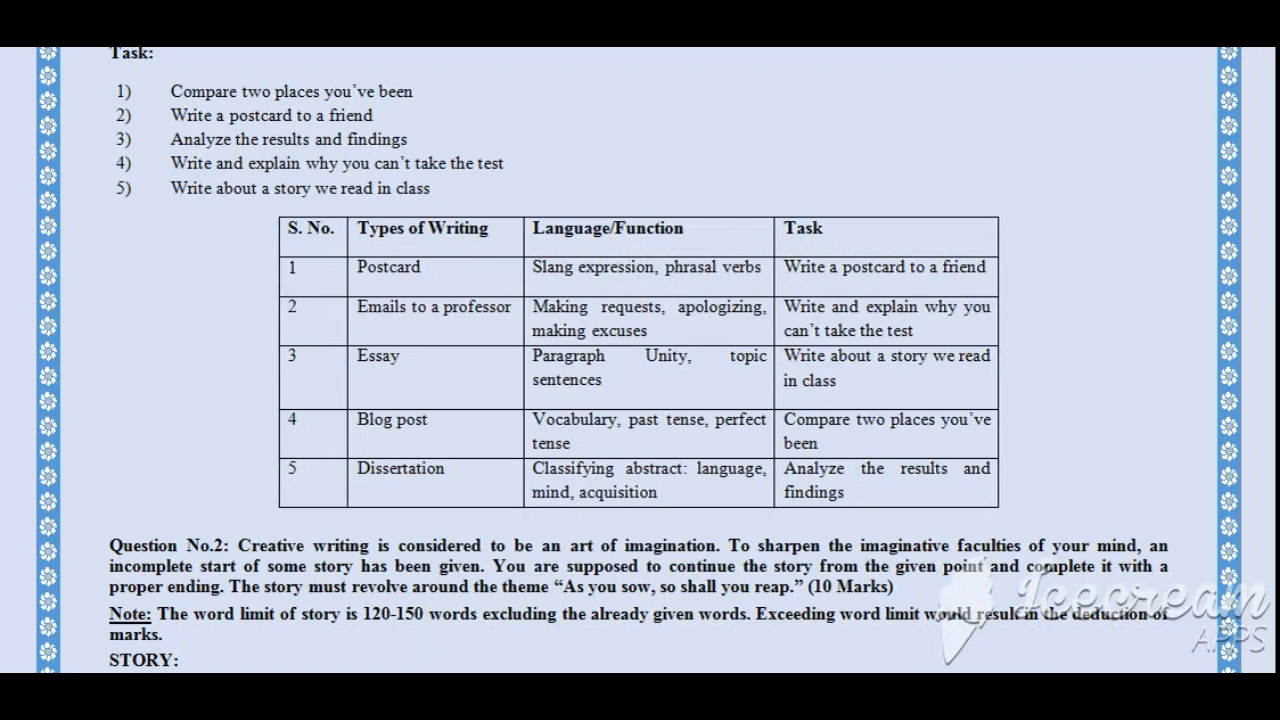 Task:
1) Compare two places you've been
2) Write a postcard to a friend
3) Analyze the results and findings
4) Write and explain why you can't take the test
5) Write about a story we read in class
S. No. Types of Writing Language/Function Task
1 Postcard Slang expression, phrasal verbs Write a postcard to a friend
2 Emails to a professor Making requests, apologizing, Write and explain why you
making excuses can't take the test
3 Essay Paragraph Unity, topic Write about a story we read
sentences in class
4 Blog post Vocabulary, past tense, perfect Compare two places you've
tense been
5 Dissertation Classifying abstract: language, Analyze the results and
mind, acquisition findings
Question No.2: Creative writing is considered to be an art of imagination. To sharpen the imaginative faculties of your mind, an
incomplete start of some story has been given. You are supposed to continue the story from the given point and complete it with a
proper ending. The story must revolve around the theme “As you sow, so shall you reap.” (10 Marks)
Note: The word limit of story is 120-150 words excluding the already given words. Exceeding word limit would result in the deduction of
marks.
STORY:
Icecream
APPS